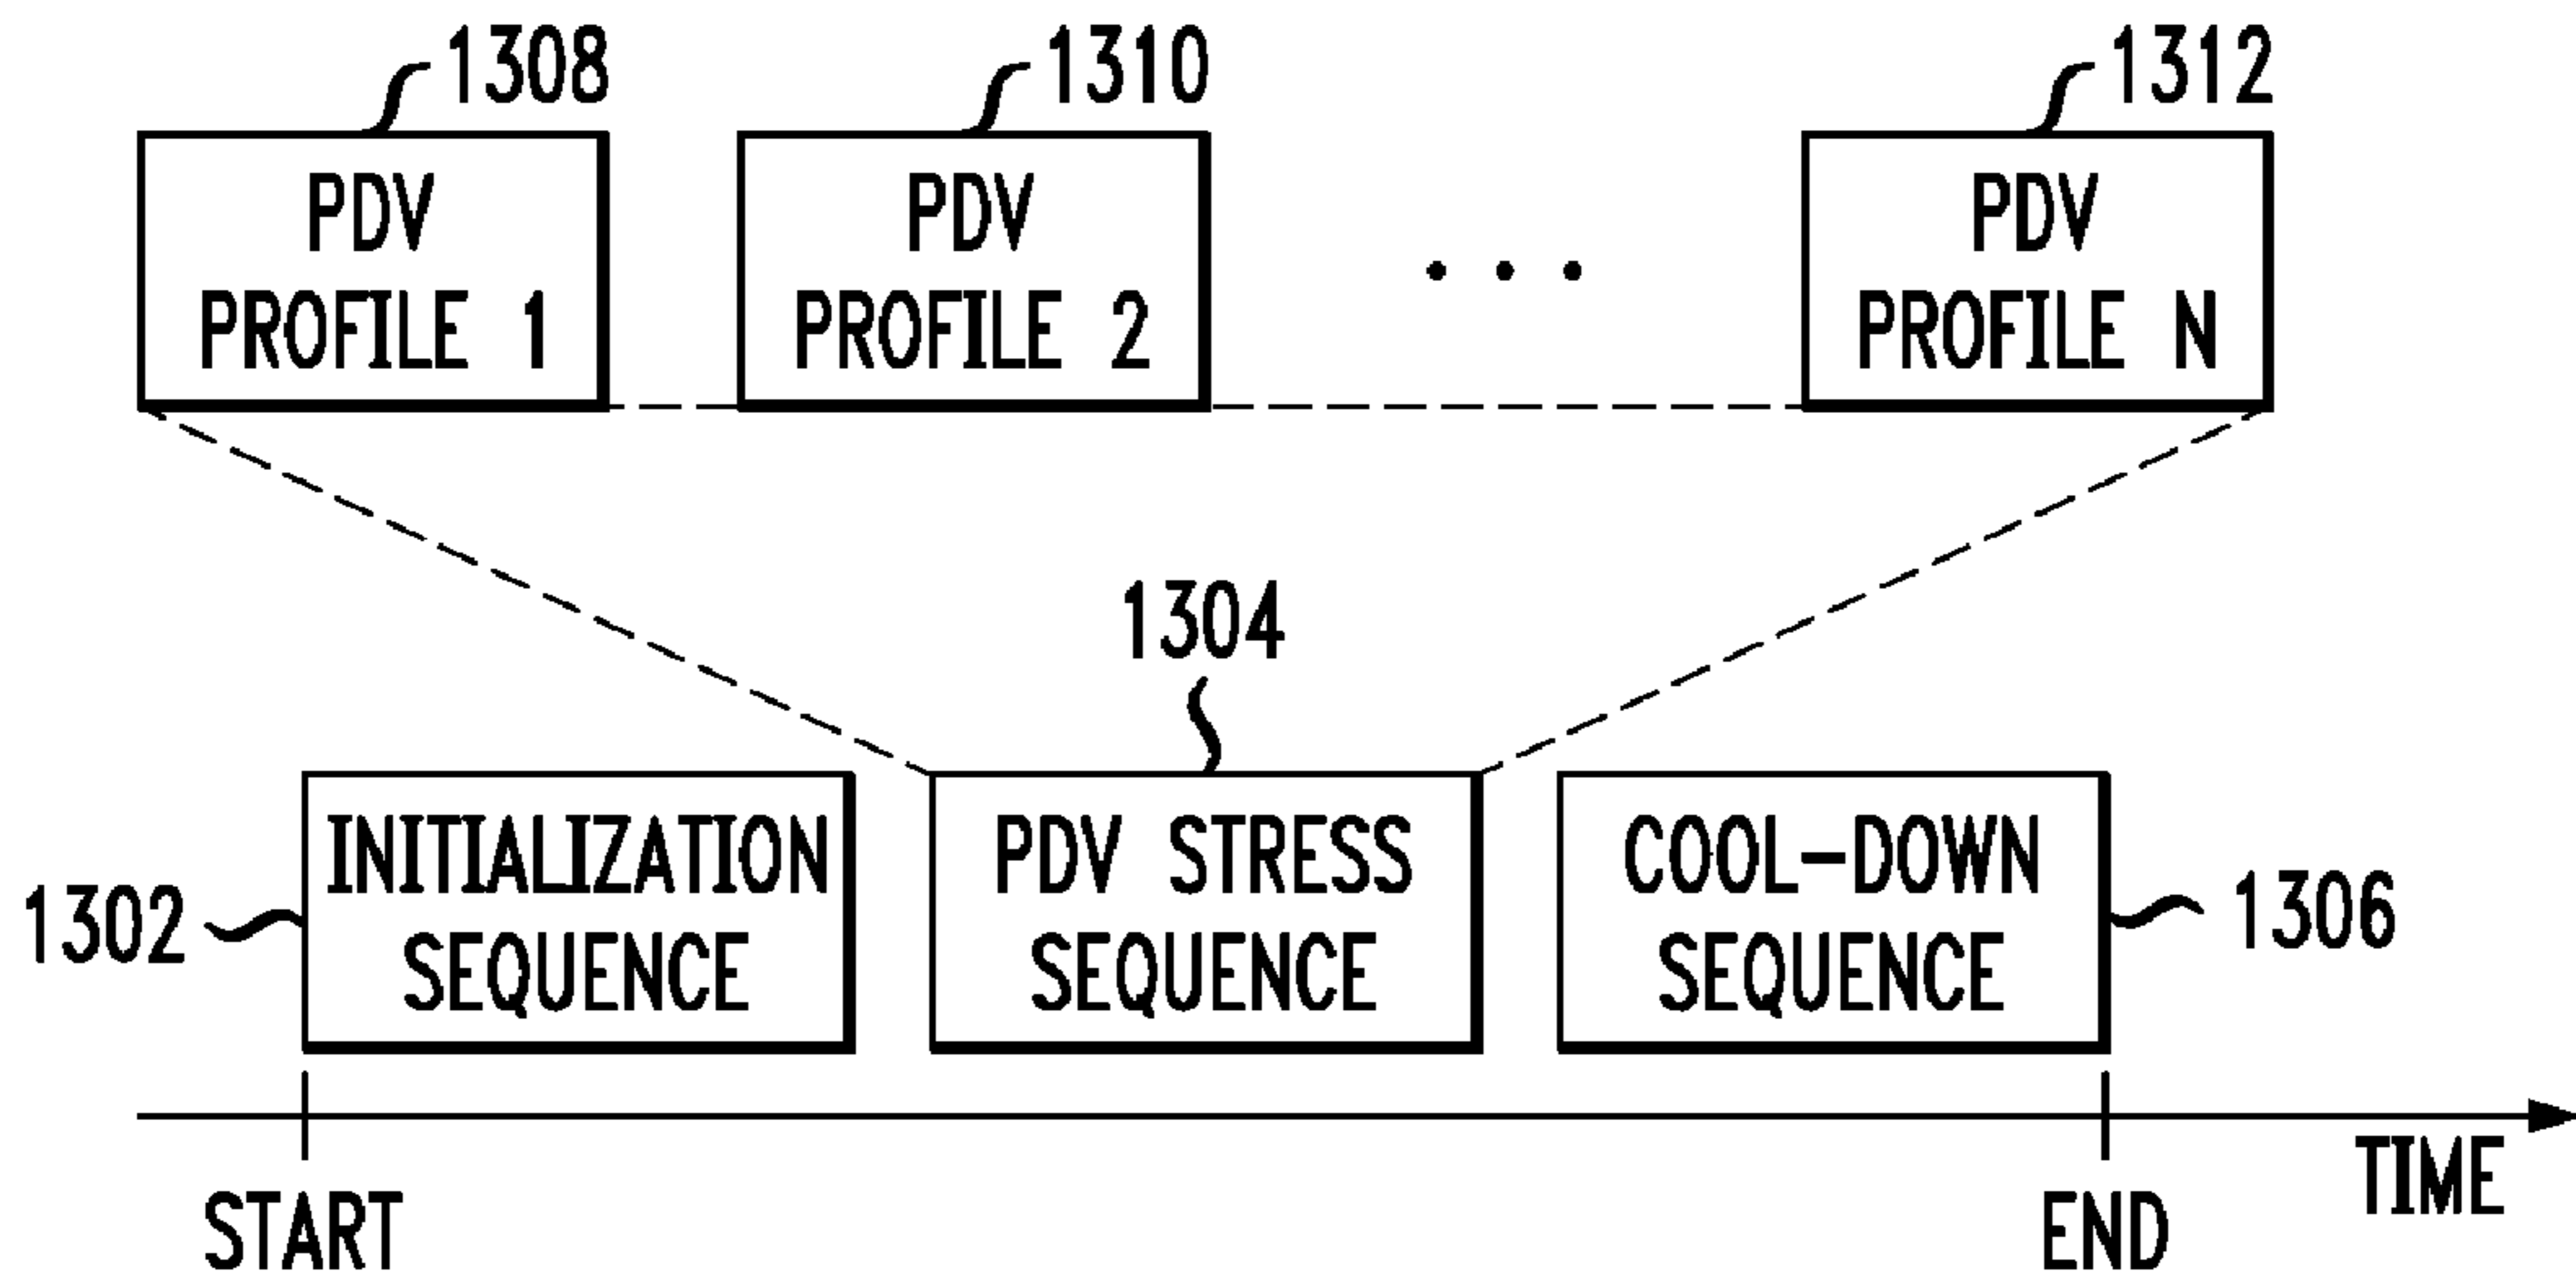 1308
1310
1312
PDV
PROFILE 1
PDV
PROFILE 2
. . .
PDV
PROFILE N
1304
1302
INITIALIZATION
SEQUENCE
PDV STRESS
SEQUENCE
COOL-DOWN
SEQUENCE
1306
START
END
TIME